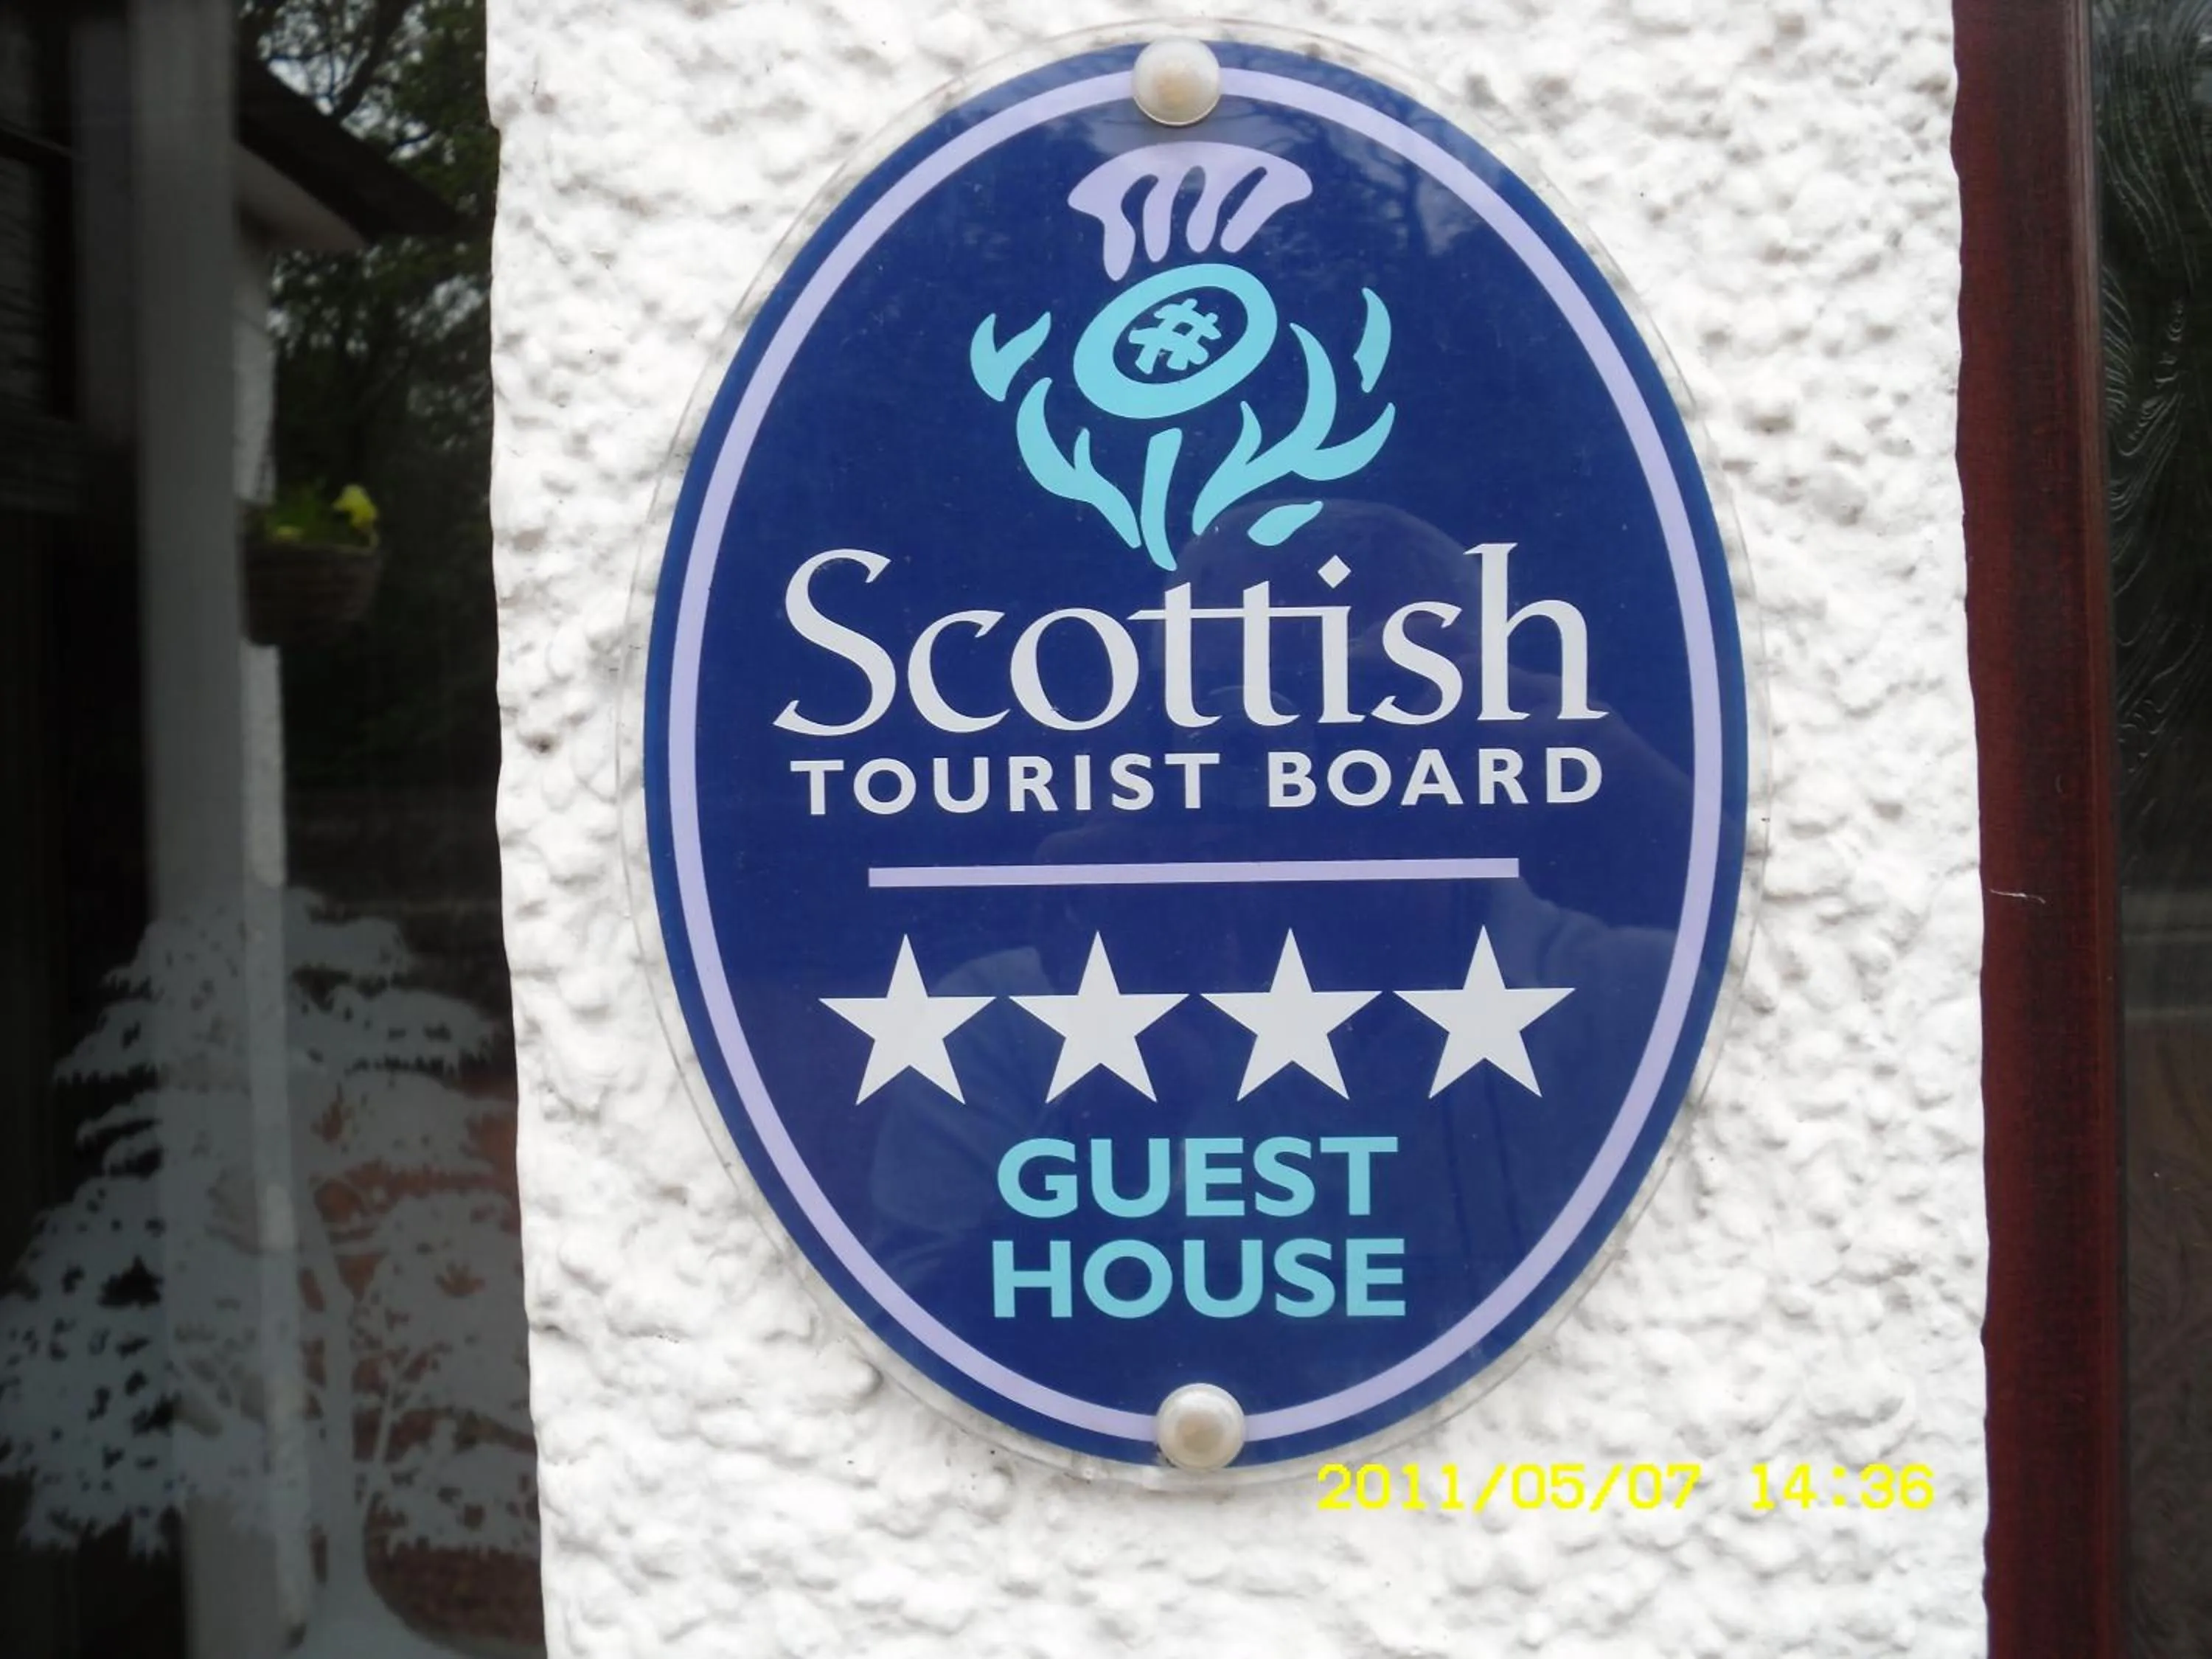 Scottish
TOURIST BOARD
GUEST
HOUSE
2011/05/07 14:36